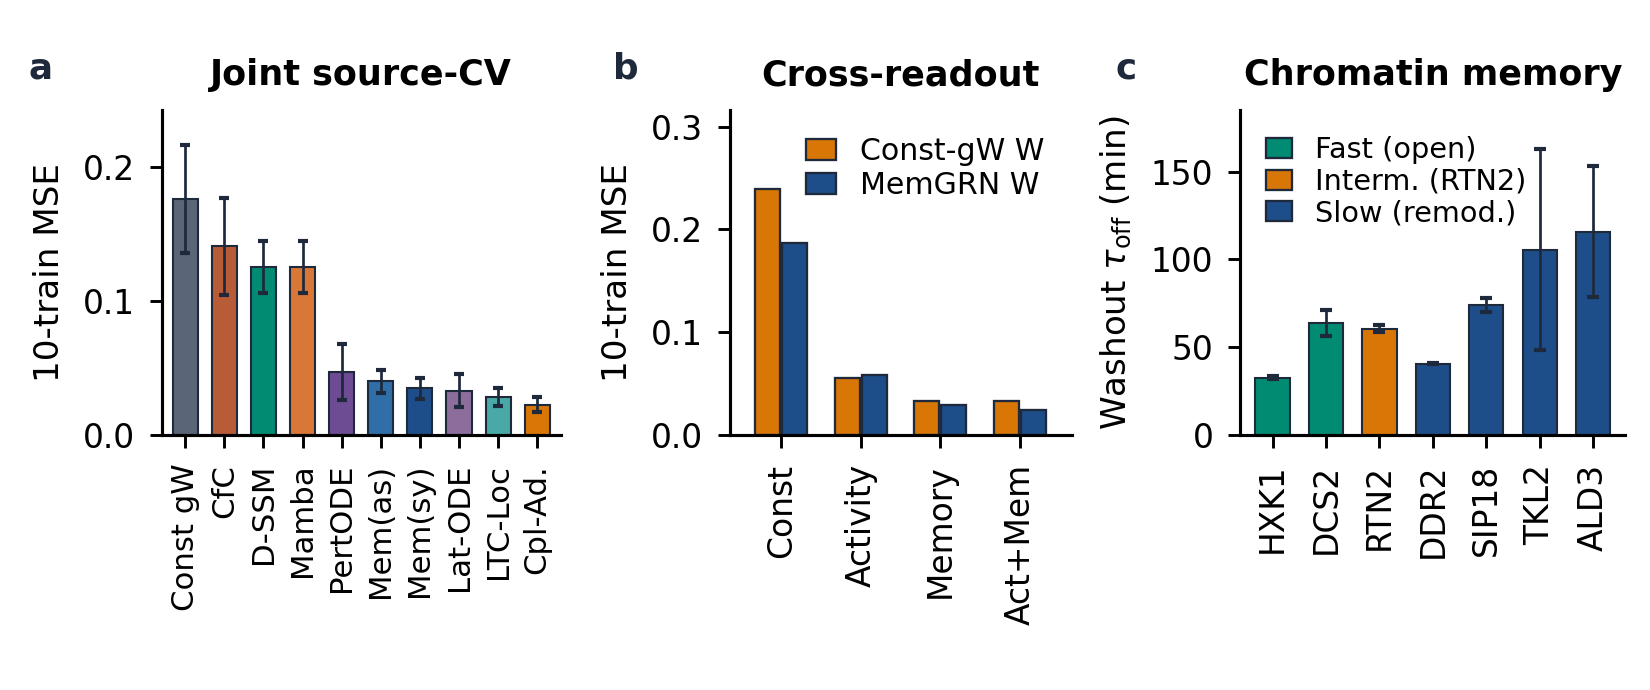 a
Joint source-CV
10-train MSE
0.2
0.1
0.0
Const gW
CfC
D-SSM
Mamba
PertODE
Mem(as)
Mem(sy)
Lat-ODE
LTC-Loc
Cpl-Ad.
b
Cross-readout
10-train MSE
0.3
0.2
0.1
0.0
Const-gW W
MemGRN W
Const
Activity
Memory
Act+Mem
c
Chromatin memory
Washout τoff (min)
150
100
50
0
Fast (open)
Interm. (RTN2)
Slow (remod.)
HXK1
DCS2
RTN2
DDR2
SIP18
TKL2
ALD3